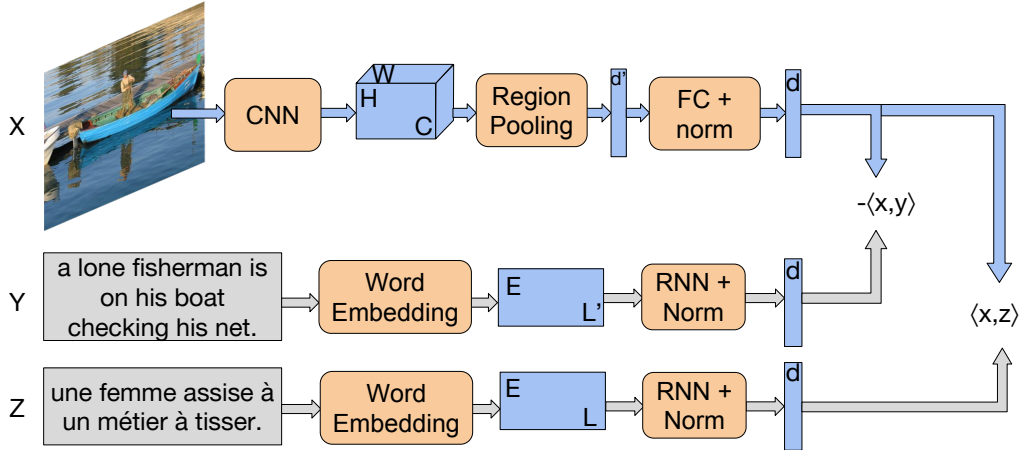 X
CNN
W
H
C
Region
Pooling
d'
FC +
norm
d
-⟨x,y⟩
Y
a lone fisherman is
on his boat
checking his net.
Word
Embedding
E
L'
RNN +
Norm
d
⟨x,z⟩
Z
une femme assise à
un métier à tisser.
Word
Embedding
E
L
RNN +
Norm
d